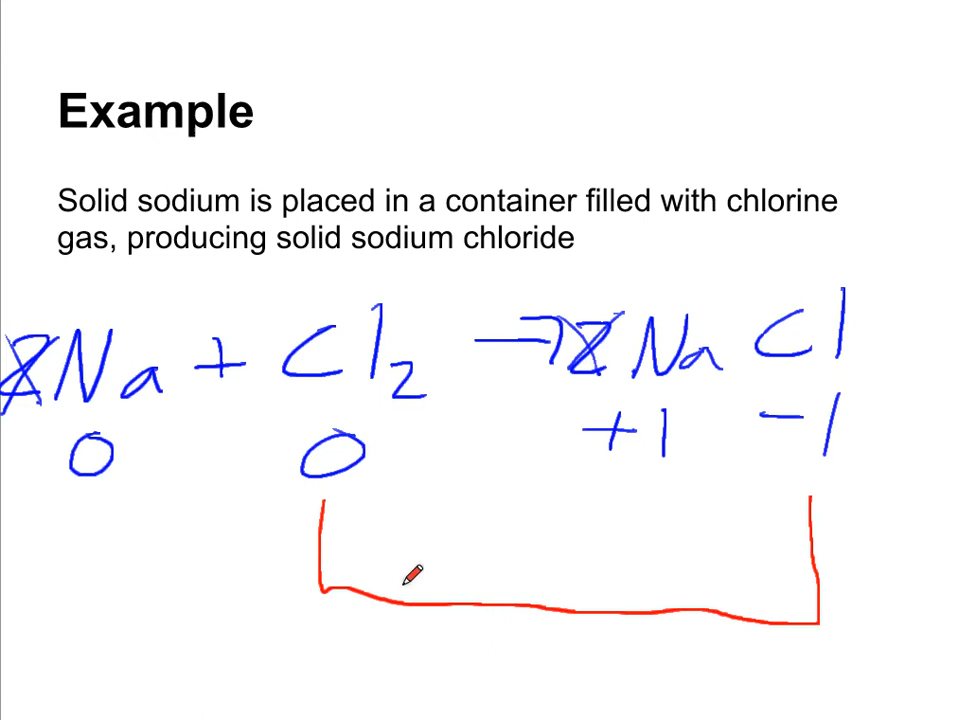 Example
Solid sodium is placed in a container filled with chlorine
gas, producing solid sodium chloride
2Na + Cl₂ → 2NaCl
0 0 +1 -1